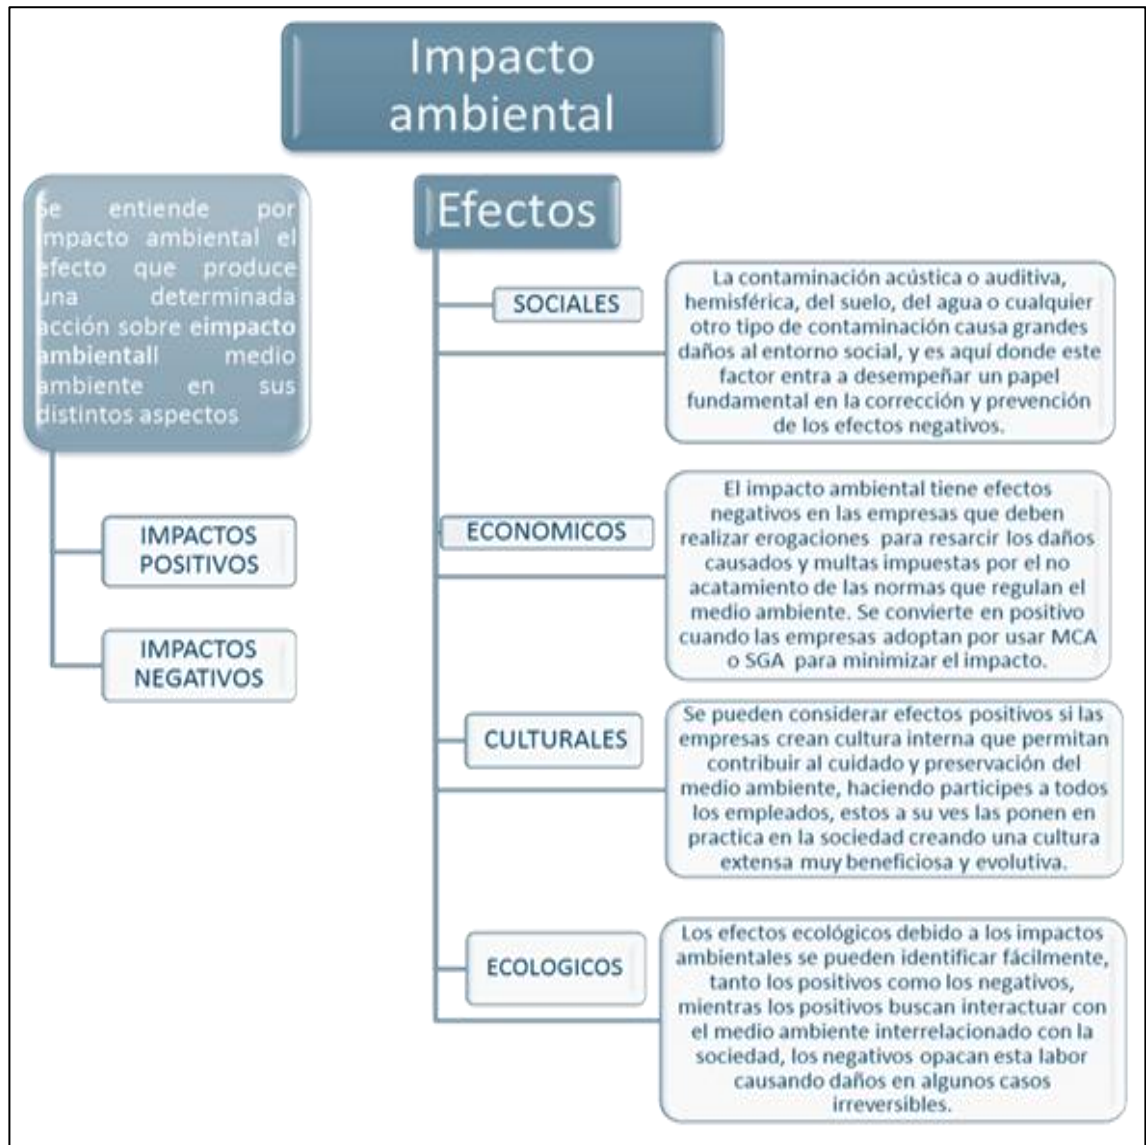 Impacto
ambiental
Se entiende por
impacto ambiental el
efecto que produce
una determinada
acción sobre eimpacto
ambientall medio
ambiente en sus
distintos aspectos
IMPACTOS
POSITIVOS
IMPACTOS
NEGATIVOS
Efectos
SOCIALES
La contaminación acústica o auditiva,
hemisférica, del suelo, del agua o cualquier
otro tipo de contaminación causa grandes
daños al entorno social, y es aquí donde este
factor entra a desempeñar un papel
fundamental en la corrección y prevención
de los efectos negativos.
ECONOMICOS
El impacto ambiental tiene efectos
negativos en las empresas que deben
realizar erogaciones para resarcir los daños
causados y multas impuestas por el no
acatamiento de las normas que regulan el
medio ambiente. Se convierte en positivo
cuando las empresas adoptan por usar MCA
o SGA para minimizar el impacto.
CULTURALES
Se pueden considerar efectos positivos si las
empresas crean cultura interna que permitan
contribuir al cuidado y preservación del
medio ambiente, haciendo participes a todos
los empleados, estos a su ves las ponen en
practica en la sociedad creando una cultura
extensa muy beneficiosa y evolutiva.
ECOLOGICOS
Los efectos ecológicos debido a los impactos
ambientales se pueden identificar fácilmente,
tanto los positivos como los negativos,
mientras los positivos buscan interactuar con
el medio ambiente interrelacionado con la
sociedad, los negativos opacan esta labor
causando daños en algunos casos
irreversibles.